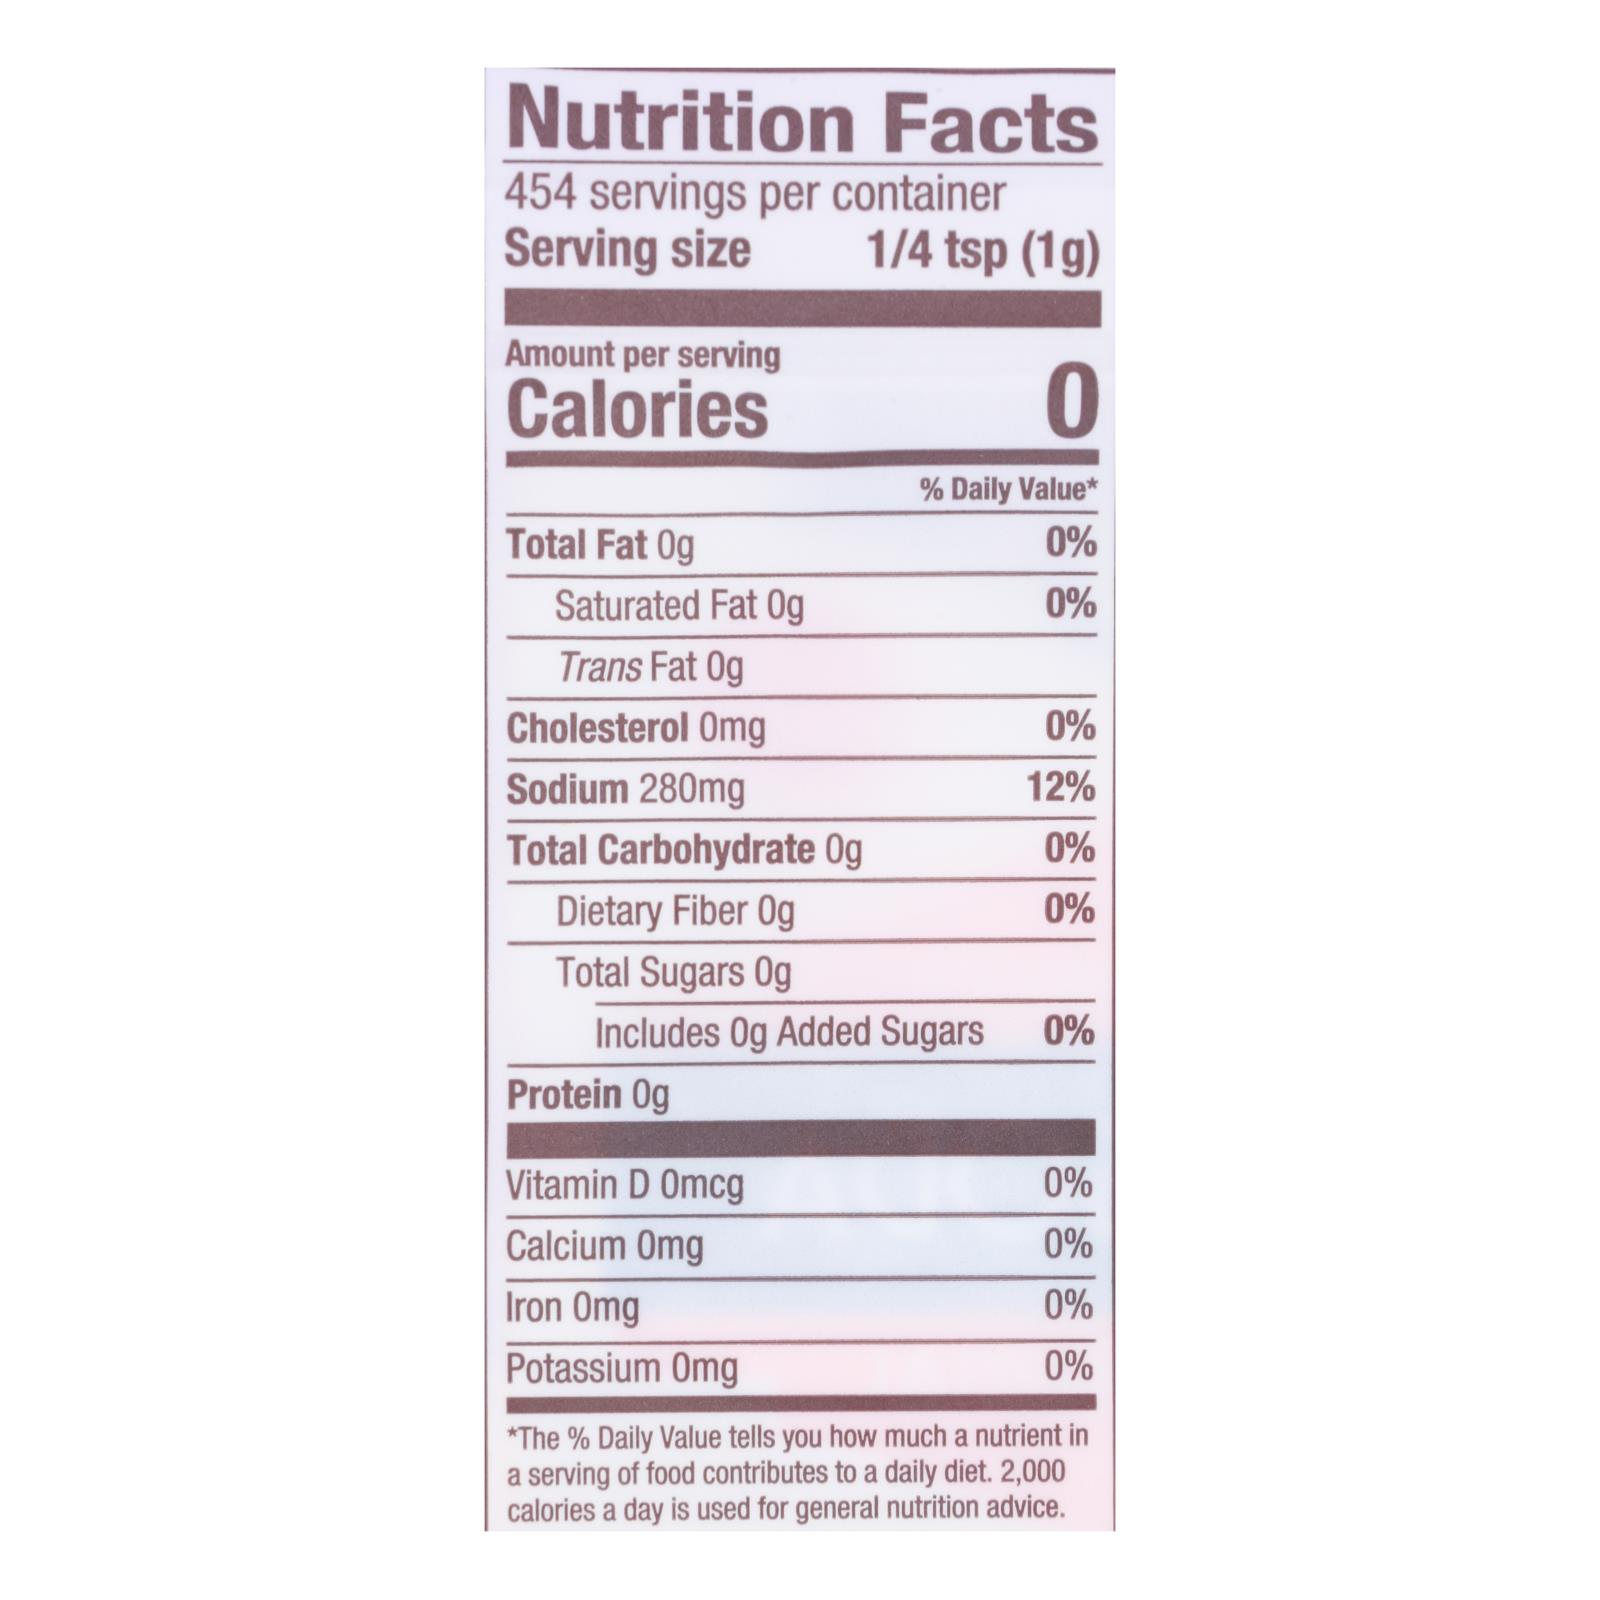 Nutrition Facts
454 servings per container
Serving size 1/4 tsp (1g)
Amount per serving
Calories 0
% Daily Value*
Total Fat 0g 0%
Saturated Fat 0g 0%
Trans Fat 0g
Cholesterol 0mg 0%
Sodium 280mg 12%
Total Carbohydrate 0g 0%
Dietary Fiber 0g 0%
Total Sugars 0g
Includes 0g Added Sugars 0%
Protein 0g
Vitamin D 0mcg 0%
Calcium 0mg 0%
Iron 0mg 0%
Potassium 0mg 0%
*The % Daily Value tells you how much a nutrient in
a serving of food contributes to a daily diet. 2,000
calories a day is used for general nutrition advice.